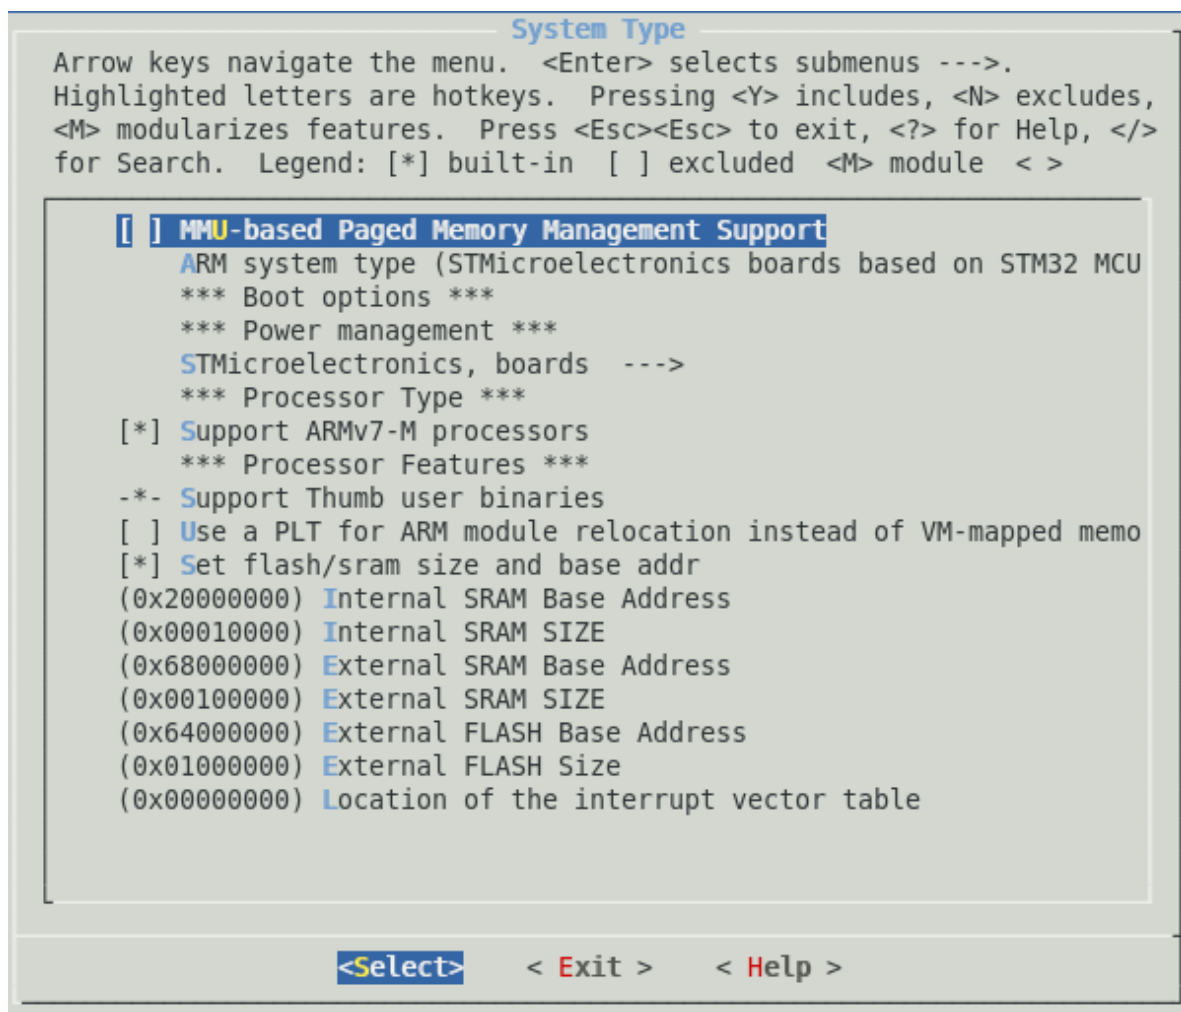 System Type
Arrow keys navigate the menu.  <Enter> selects submenus --->.
Highlighted letters are hotkeys.  Pressing <Y> includes, <N> excludes,
<M> modularizes features.  Press <Esc><Esc> to exit, <?> for Help, </>
for Search.  Legend: [*] built-in  [ ] excluded  <M> module  < >
[ ] MMU-based Paged Memory Management Support
ARM system type (STMicroelectronics boards based on STM32 MCU
*** Boot options ***
*** Power management ***
STMicroelectronics, boards  --->
*** Processor Type ***
[*] Support ARMv7-M processors
*** Processor Features ***
-*- Support Thumb user binaries
[ ] Use a PLT for ARM module relocation instead of VM-mapped memo
[*] Set flash/sram size and base addr
(0x20000000) Internal SRAM Base Address
(0x00010000) Internal SRAM SIZE
(0x68000000) External SRAM Base Address
(0x00100000) External SRAM SIZE
(0x64000000) External FLASH Base Address
(0x01000000) External FLASH Size
(0x00000000) Location of the interrupt vector table
<Select>    < Exit >    < Help >